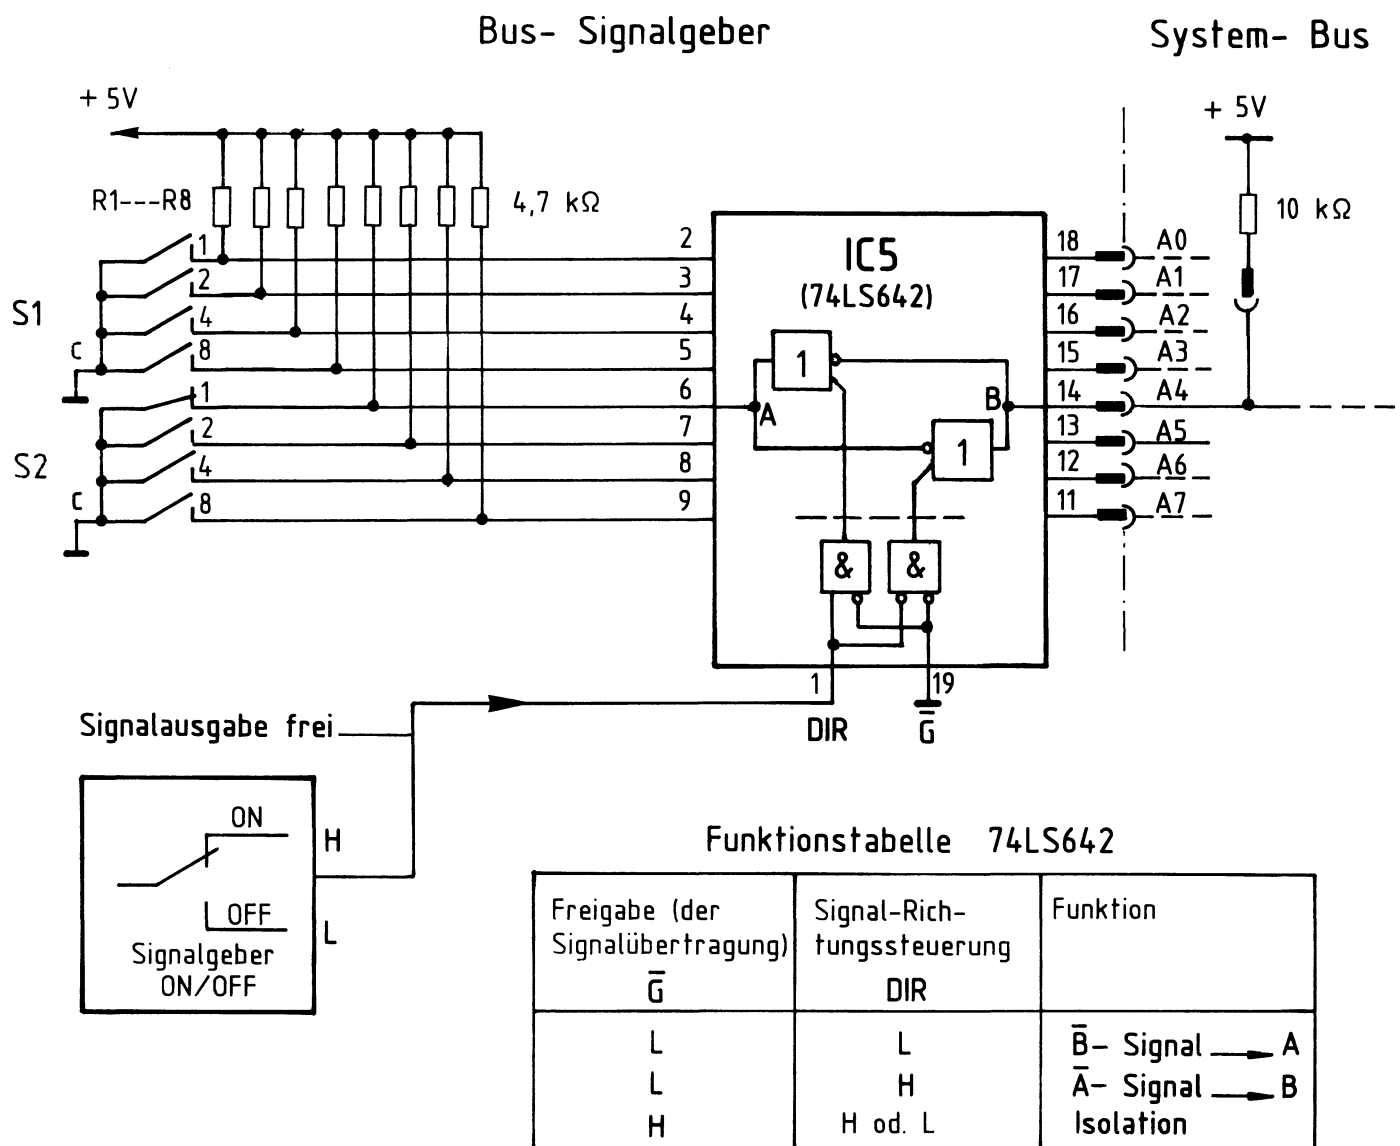 Bus- Signalgeber
System- Bus
+ 5V
+ 5V
R1---R8
4,7 kΩ
10 kΩ
IC5
(74LS642)
S1
1
2
4
8
C
S2
1
2
4
8
C
2
3
4
5
6
7
8
9
A
1
B
1
&
&
18
17
16
15
14
13
12
11
A0
A1
A2
A3
A4
A5
A6
A7
1
19
DIR
G̅
Signalausgabe frei
ON
H
OFF
L
Signalgeber
ON/OFF
Funktionstabelle 74LS642
Freigabe (der
Signalübertragung)
G̅
Signal-Rich-
tungssteuerung
DIR
Funktion
L L B̅- Signal → A
L H A̅- Signal → B
H H od. L Isolation